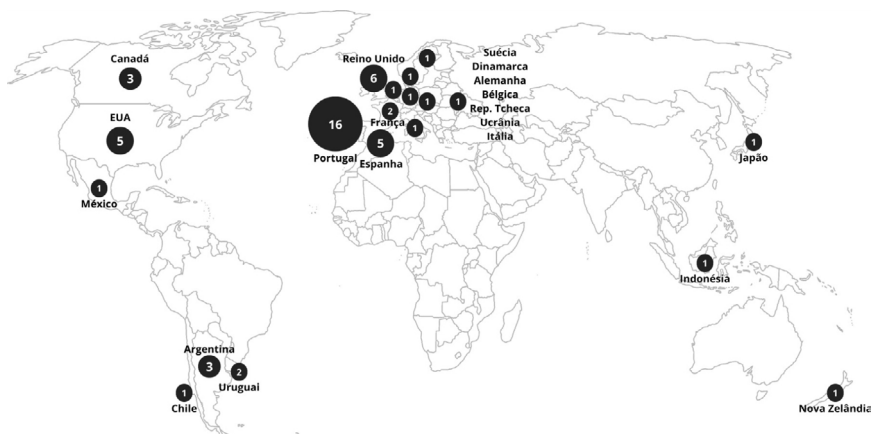 Canadá
3
EUA
5
México
1
Argentina
3
Uruguai
2
Chile
1
Reino Unido
6
Portugal
16
Espanha
5
França
2
1
1
1
1
1
1
1
Suécia
Dinamarca
Alemanha
Bélgica
Rep. Tcheca
Ucrânia
Itália
Japão
1
Indonésia
1
Nova Zelândia
1